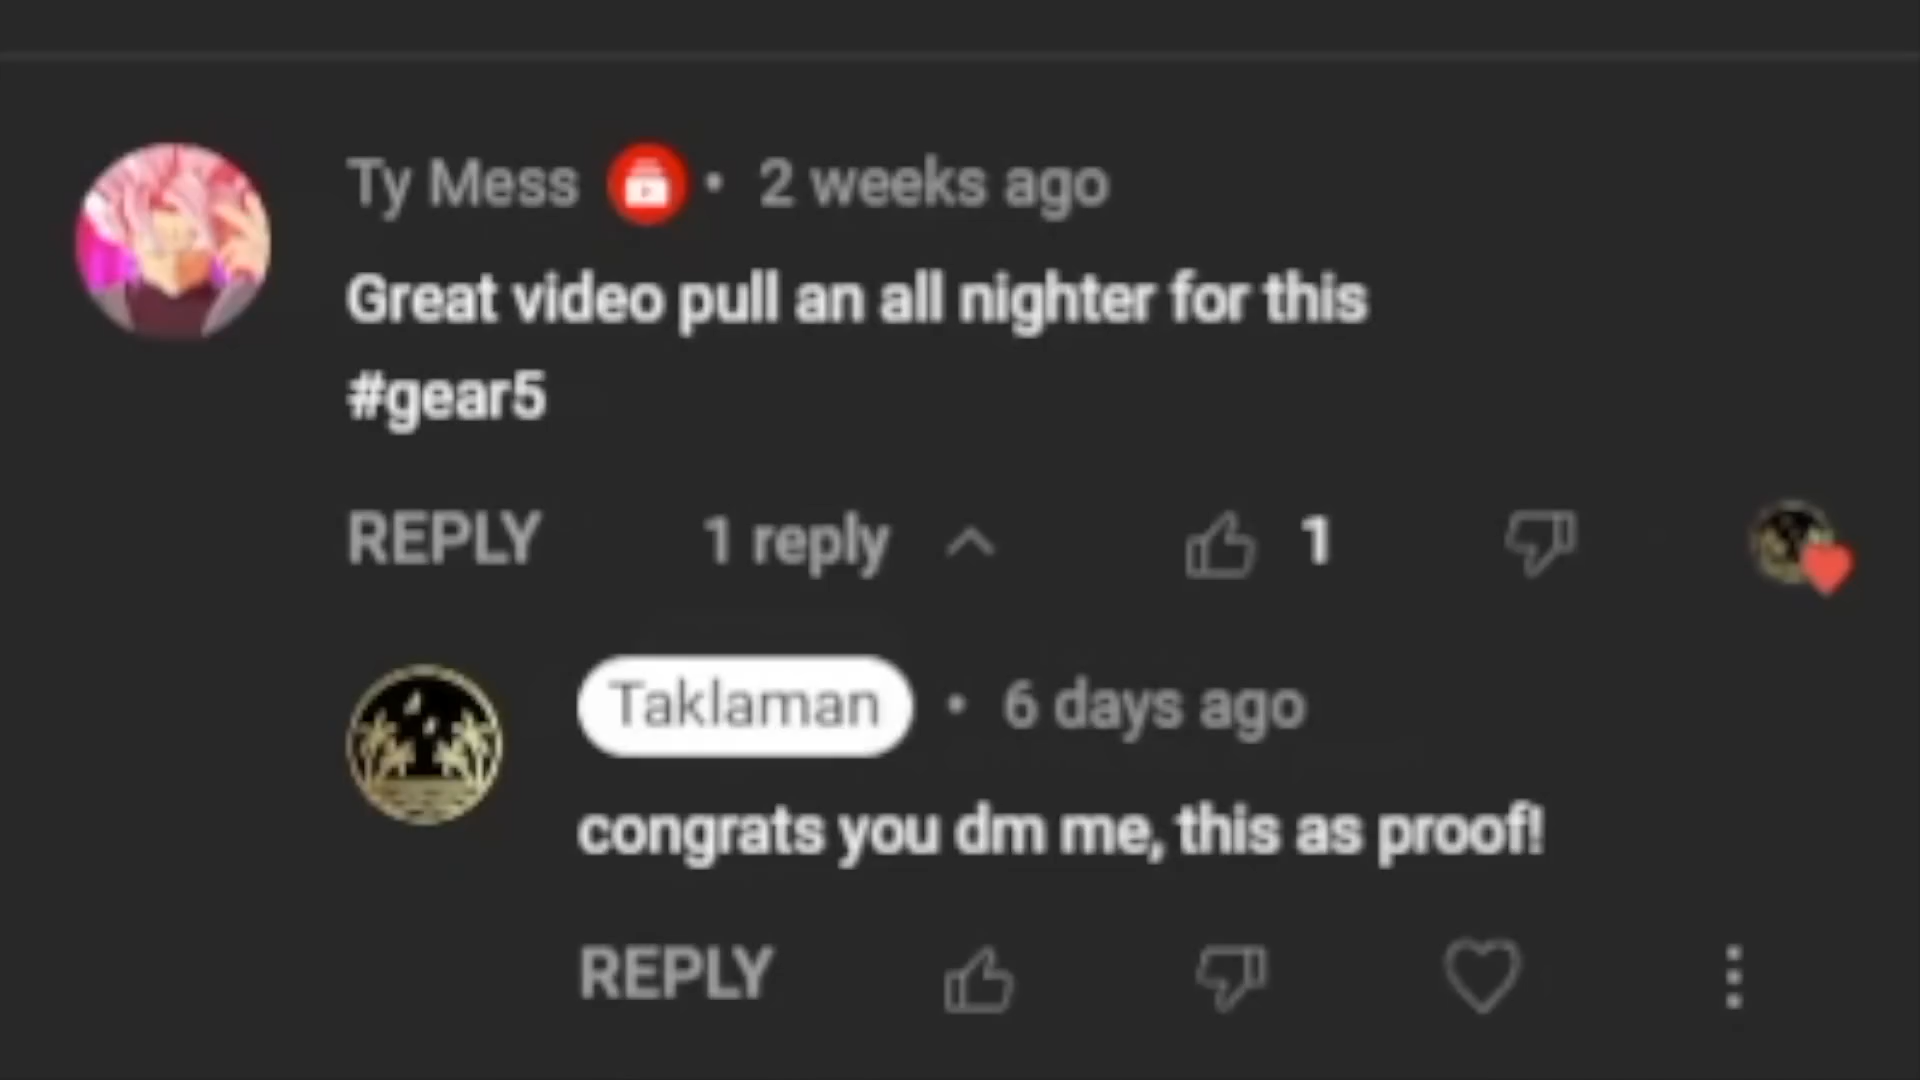 Ty Mess • 2 weeks ago
Great video pull an all nighter for this
#gear5
REPLY 1 reply 1
Taklaman • 6 days ago
congrats you dm me, this as proof!
REPLY